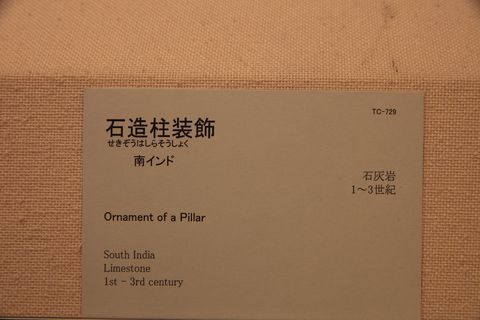 TC-729
石造柱装飾
せきぞうはしらそうしょく
南インド
石灰岩
1～3世紀
Ornament of a Pillar
South India
Limestone
1st - 3rd century